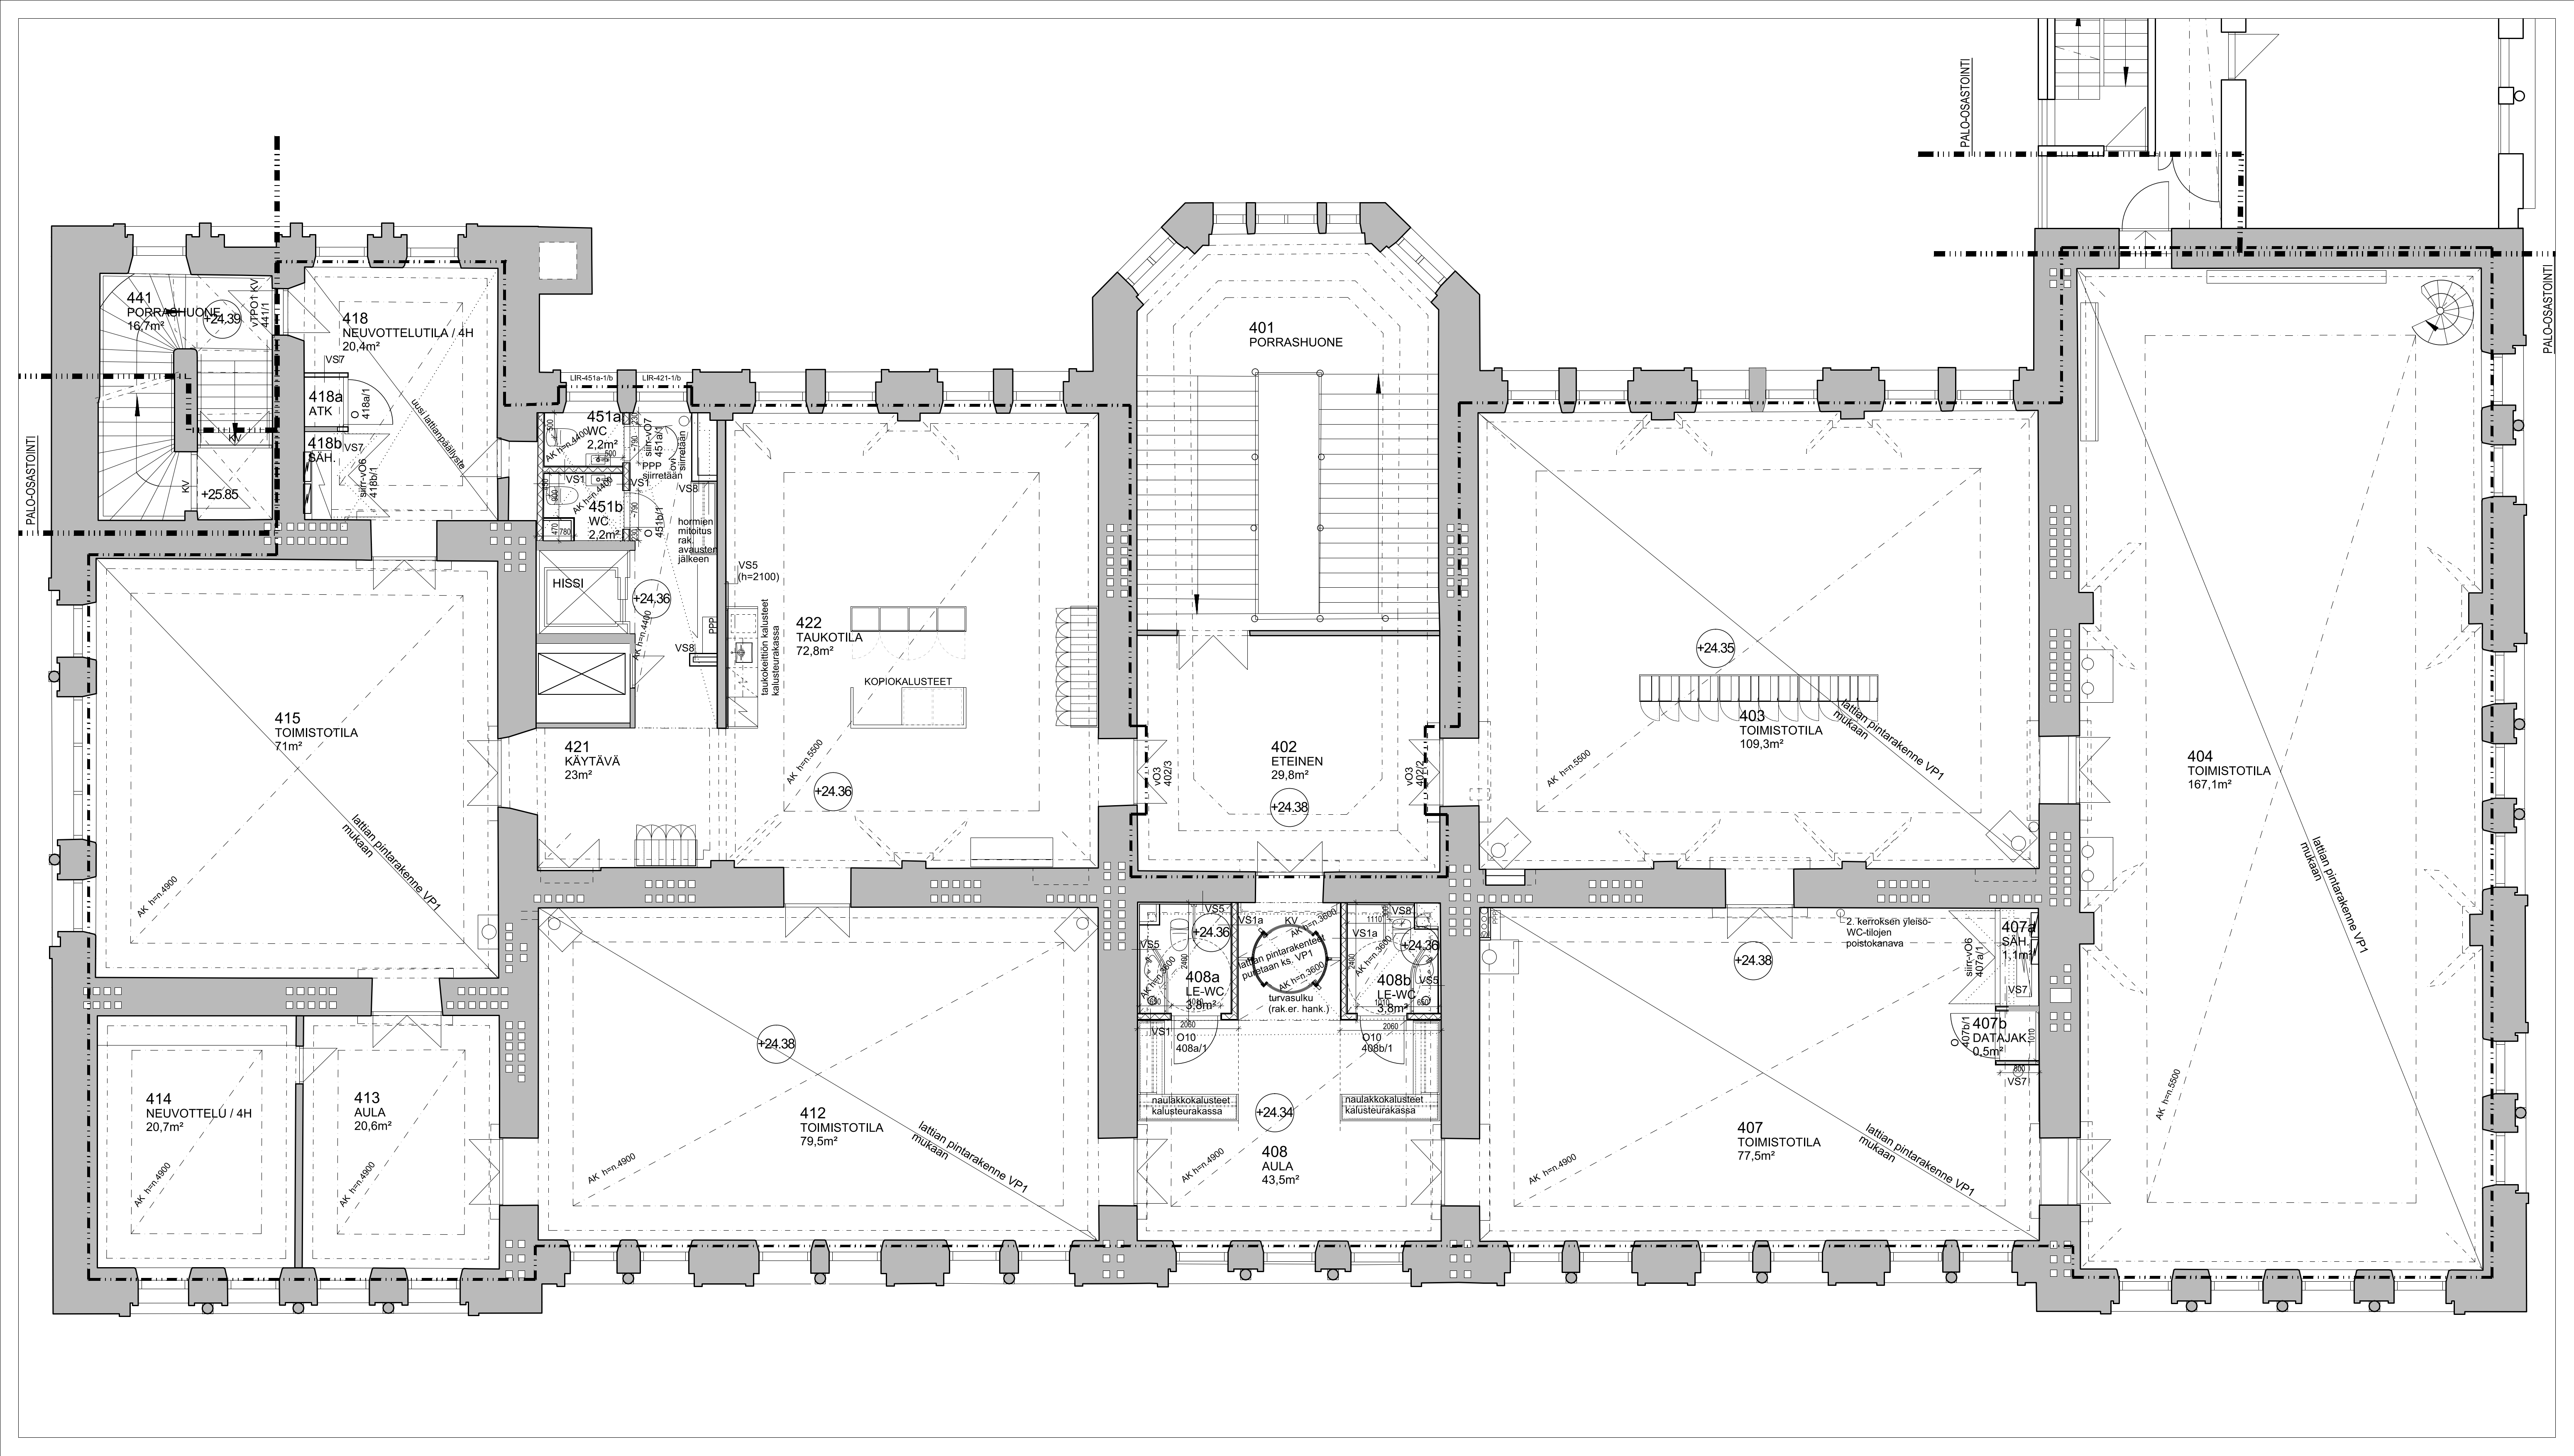 PALO-OSASTOINTI
PALO-OSASTOINTI
PALO-OSASTOINTI
441
PORRASHUONE
16,7m²
+24.39
vTPO1 KV
441/1
KV
KV
+25.85
418
NEUVOTTELUTILA / 4H
20,4m²
VS7
418a
ATK
O
418a/1
418b
SÄH.
VS7
siirr-vO6
418b/1
uusi lattianpäällyste
LIR-451a-1/b
LIR-421-1/b
451a
WC
2,2m²
AK h=n.4400
siirr-vO7
451a/1
ovi
siirretään
PPP
siirretään
VS1
VS1
VS8
AK h=n.4400
451b
WC
2,2m²
O
451b/1
hormien
mitoitus
rak.
avausten
jälkeen
HISSI
+24.36
AK h=n.4400
PPP
VS8
VS5
(h=2100)
taukokeittiön kalusteet
kalusteurakassa
422
TAUKOTILA
72,8m²
KOPIOKALUSTEET
AK h=n.5500
+24.36
421
KÄYTÄVÄ
23m²
415
TOIMISTOTILA
71m²
AK h=n.4900
lattian pintarakenne VP1
mukaan
401
PORRASHUONE
402
ETEINEN
29,8m²
+24.38
vO3
402/3
vO3
402/2
+24.35
403
TOIMISTOTILA
109,3m²
lattian pintarakenne VP1
mukaan
AK h=n.5500
404
TOIMISTOTILA
167,1m²
lattian pintarakenne VP1
mukaan
AK h=n.5500
414
NEUVOTTELU / 4H
20,7m²
AK h=n.4900
413
AULA
20,6m²
AK h=n.4900
+24.38
412
TOIMISTOTILA
79,5m²
AK h=n.4900
lattian pintarakenne VP1
mukaan
VS5
VS1a
KV
AK h=n.3600
+24.36
VS5
AK h=n.3600
408a
LE-WC
3,8m²
2400
650
1010
2060
VS1
O10
408a/1
lattian pintarakenteet
puretaan ks. VP1
AK h=n.3600
turvasulku
(rak.er. hank.)
1110
VS8
VS1a
+24.36
AK h=n.3600
408b
LE-WC
3,8m²
VS5
2400
1010
650
2060
O10
408b/1
naulakkokalusteet
kalusteurakassa
naulakkokalusteet
kalusteurakassa
+24.34
408
AULA
43,5m²
AK h=n.4900
2. kerroksen yleisö-
WC-tilojen
poistokanava
+24.38
siirr-vO6
407a/1
407a
SÄH.
1,1m²
VS7
O
407b/1
407b
DATAJAK.
0,5m²
1010
800
VS7
407
TOIMISTOTILA
77,5m²
AK h=n.4900
lattian pintarakenne VP1
mukaan